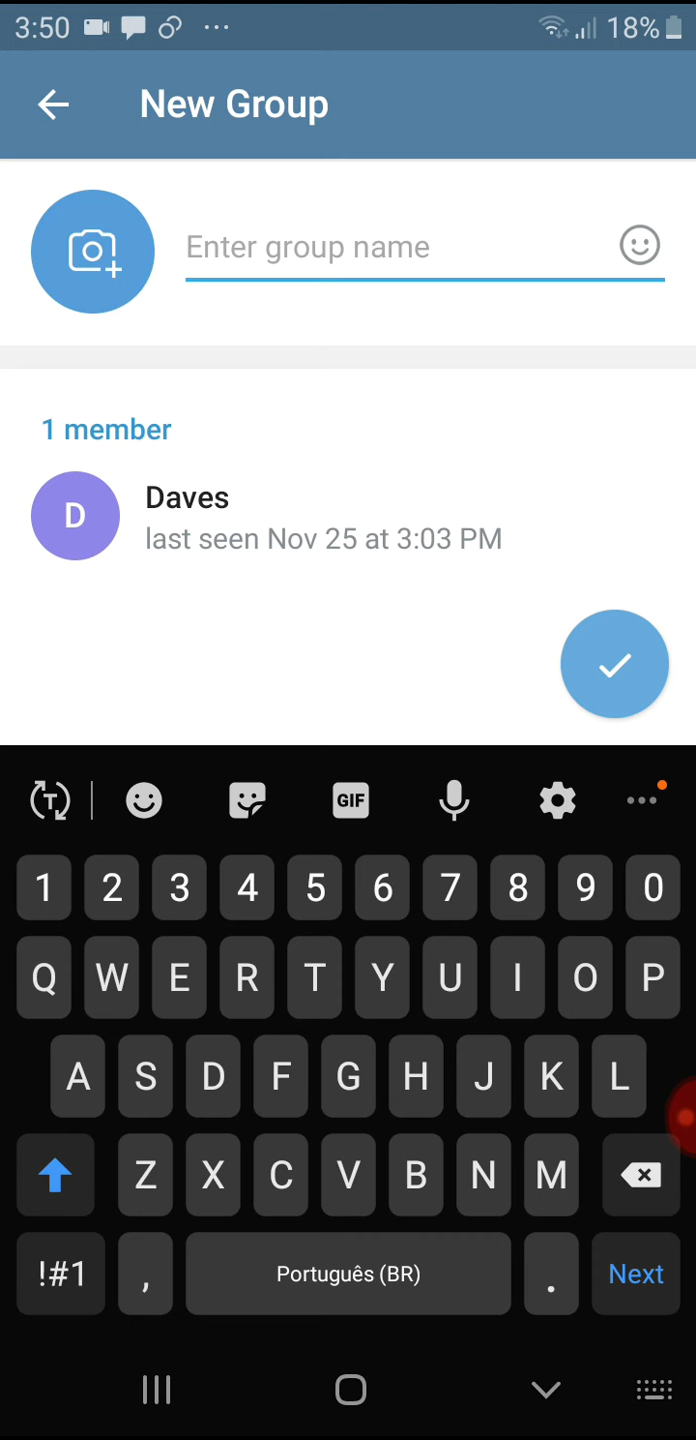 3:50 18%
New Group
Enter group name
1 member
D
Daves
last seen Nov 25 at 3:03 PM
T GIF
1 2 3 4 5 6 7 8 9 0
Q W E R T Y U I O P
A S D F G H J K L
Z X C V B N M
!#1 , Português (BR) . Next